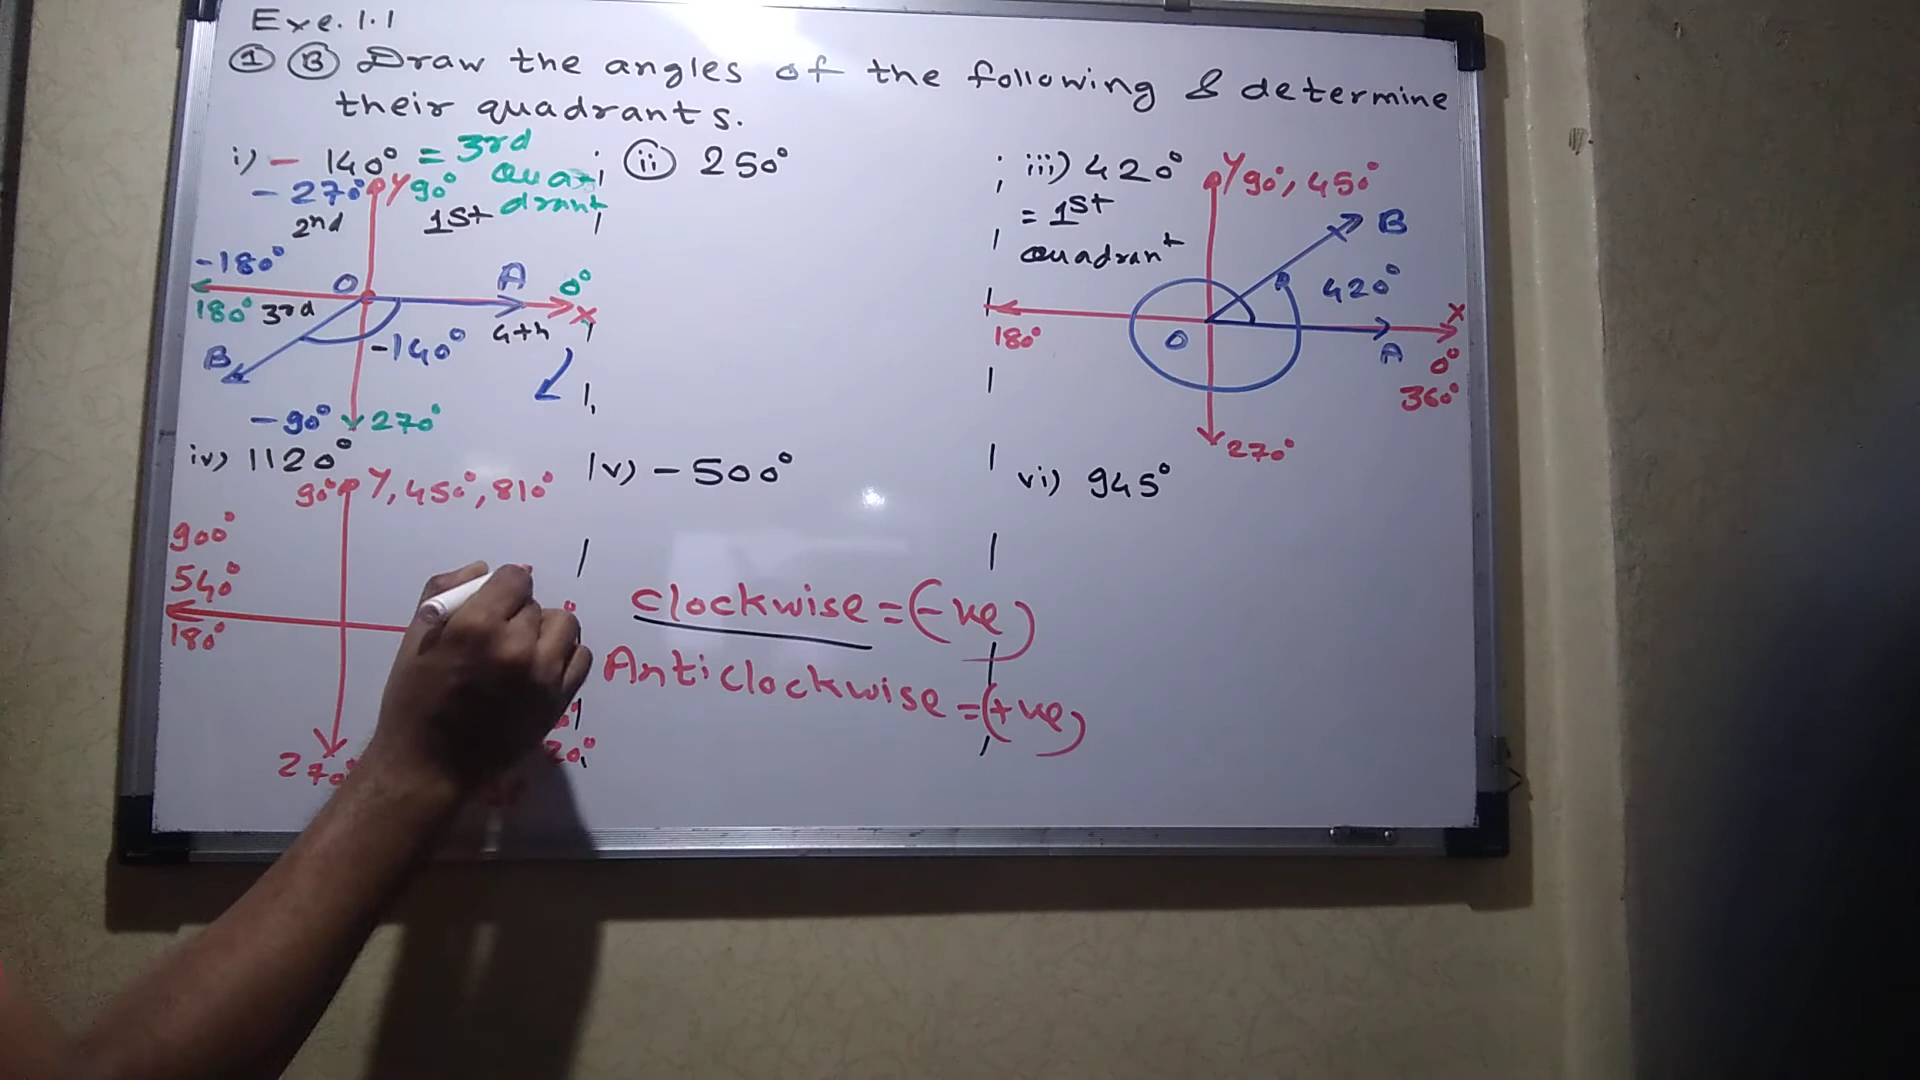 Exe. 1.1
① Ⓑ Draw the angles of the following & determine
their quadrants.
i) - 140° = 3rd
Quadrant
-270° Y 90°
2nd 1st
-180° O A 0°
180° 3rd X
B -140° 4th
-90° 270°
ii 250°
iii) 420° Y 90°, 450°
= 1st
Quadrant
B
420°
180° O A X
0°
360°
270°
iv) 1120°
90° Y, 450°, 810°
900°
540°
180°
270°
v) -500°
vi) 945°
clockwise = (-ve)
Anticlockwise = (+ve)